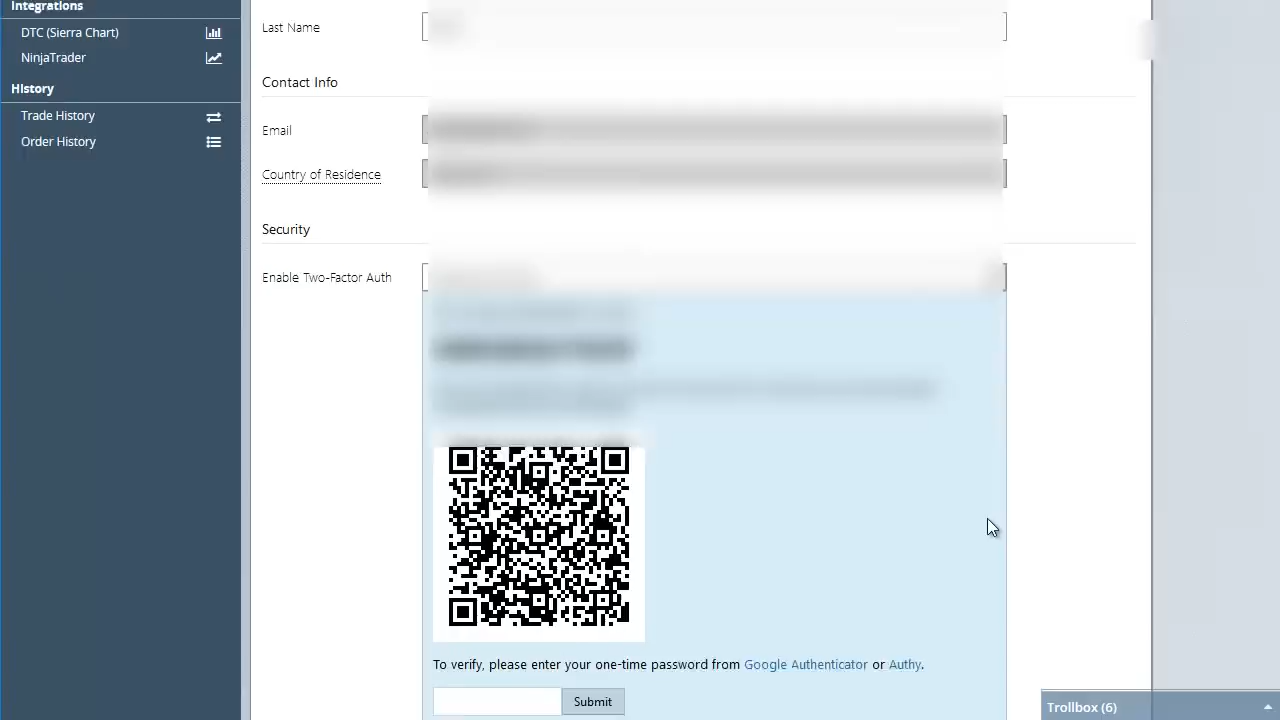 Integrations
DTC (Sierra Chart)
NinjaTrader
History
Trade History
Order History
Last Name
Contact Info
Email
Country of Residence
Security
Enable Two-Factor Auth
To verify, please enter your one-time password from Google Authenticator or Authy.
Submit
Trollbox (6)